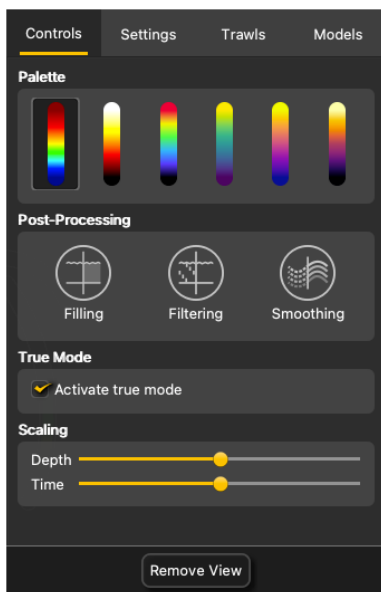 Controls Settings Trawls Models
Palette
Post-Processing
Filling Filtering Smoothing
True Mode
Activate true mode
Scaling
Depth
Time
Remove View